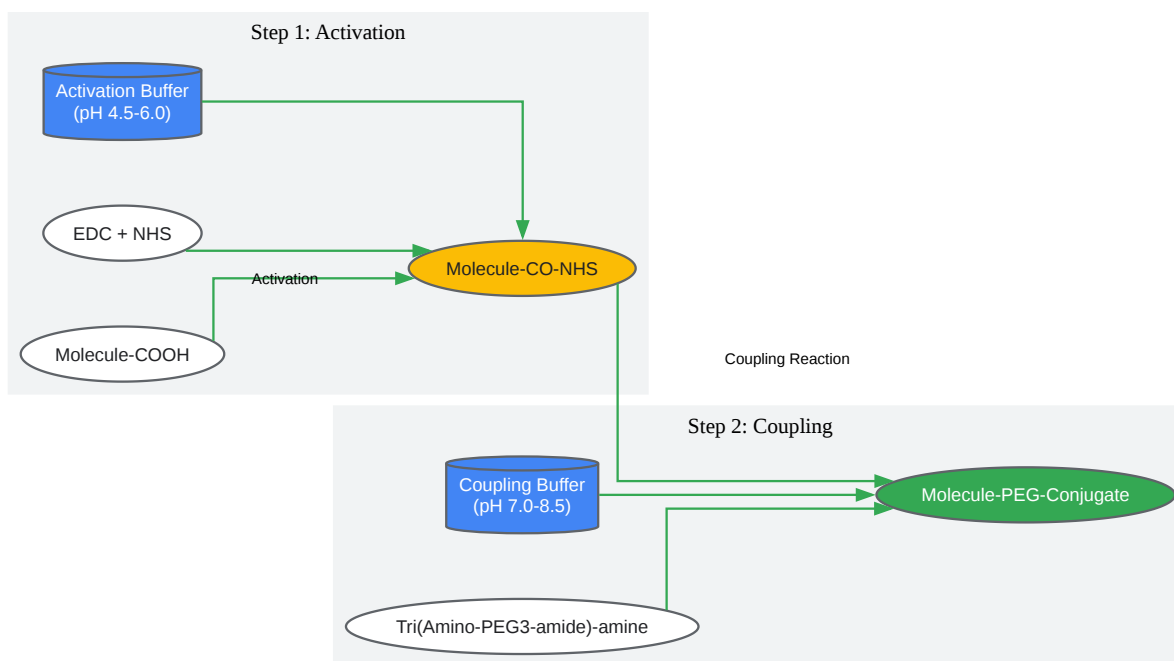 Step 1: Activation
Activation Buffer
(pH 4.5-6.0)
EDC + NHS
Molecule-CO-NHS
Activation
Molecule-COOH
Coupling Reaction
Step 2: Coupling
Coupling Buffer
(pH 7.0-8.5)
Molecule-PEG-Conjugate
Tri(Amino-PEG3-amide)-amine